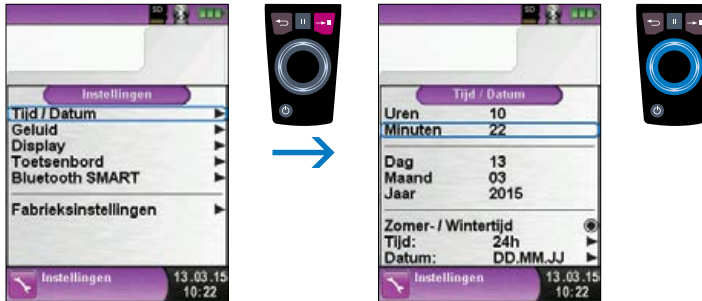 SD
Instellingen
Tijd / Datum
Geluid
Display
Toetsenbord
Bluetooth SMART
Fabrieksinstellingen
Instellingen
13.03.15
10:22
SD
Tijd / Datum
Uren 10
Minuten 22
Dag 13
Maand 03
Jaar 2015
Zomer- / Wintertijd
Tijd: 24h
Datum: DD.MM.JJ
Instellingen
13.03.15
10:22